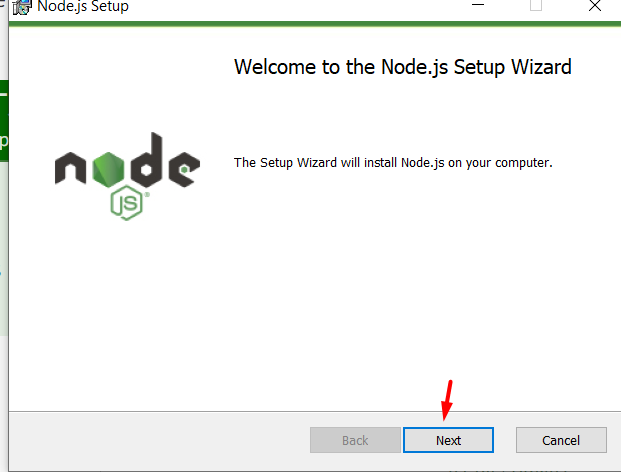 Node.js Setup
Welcome to the Node.js Setup Wizard
node
JS
The Setup Wizard will install Node.js on your computer.
Back
Next
Cancel